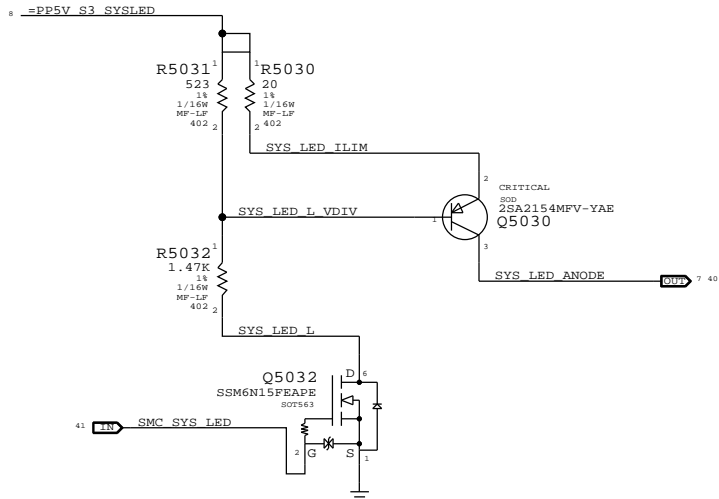 8 =PP5V_S3_SYSLED
1 1
R5031 R5030
523 20
1% 1%
1/16W 1/16W
MF-LF MF-LF
402 402
2 2
SYS_LED_ILIM
2
CRITICAL
SOD
2SA2154MFV-YAE
Q5030
SYS_LED_L_VDIV
1
3
1
R5032
1.47K
1%
1/16W
MF-LF
402
2
SYS_LED_ANODE
OUT 7 40
SYS_LED_L
Q5032
SSM6N15FEAPE
SOT563
D 6
41 IN SMC_SYS_LED
2 G S 1